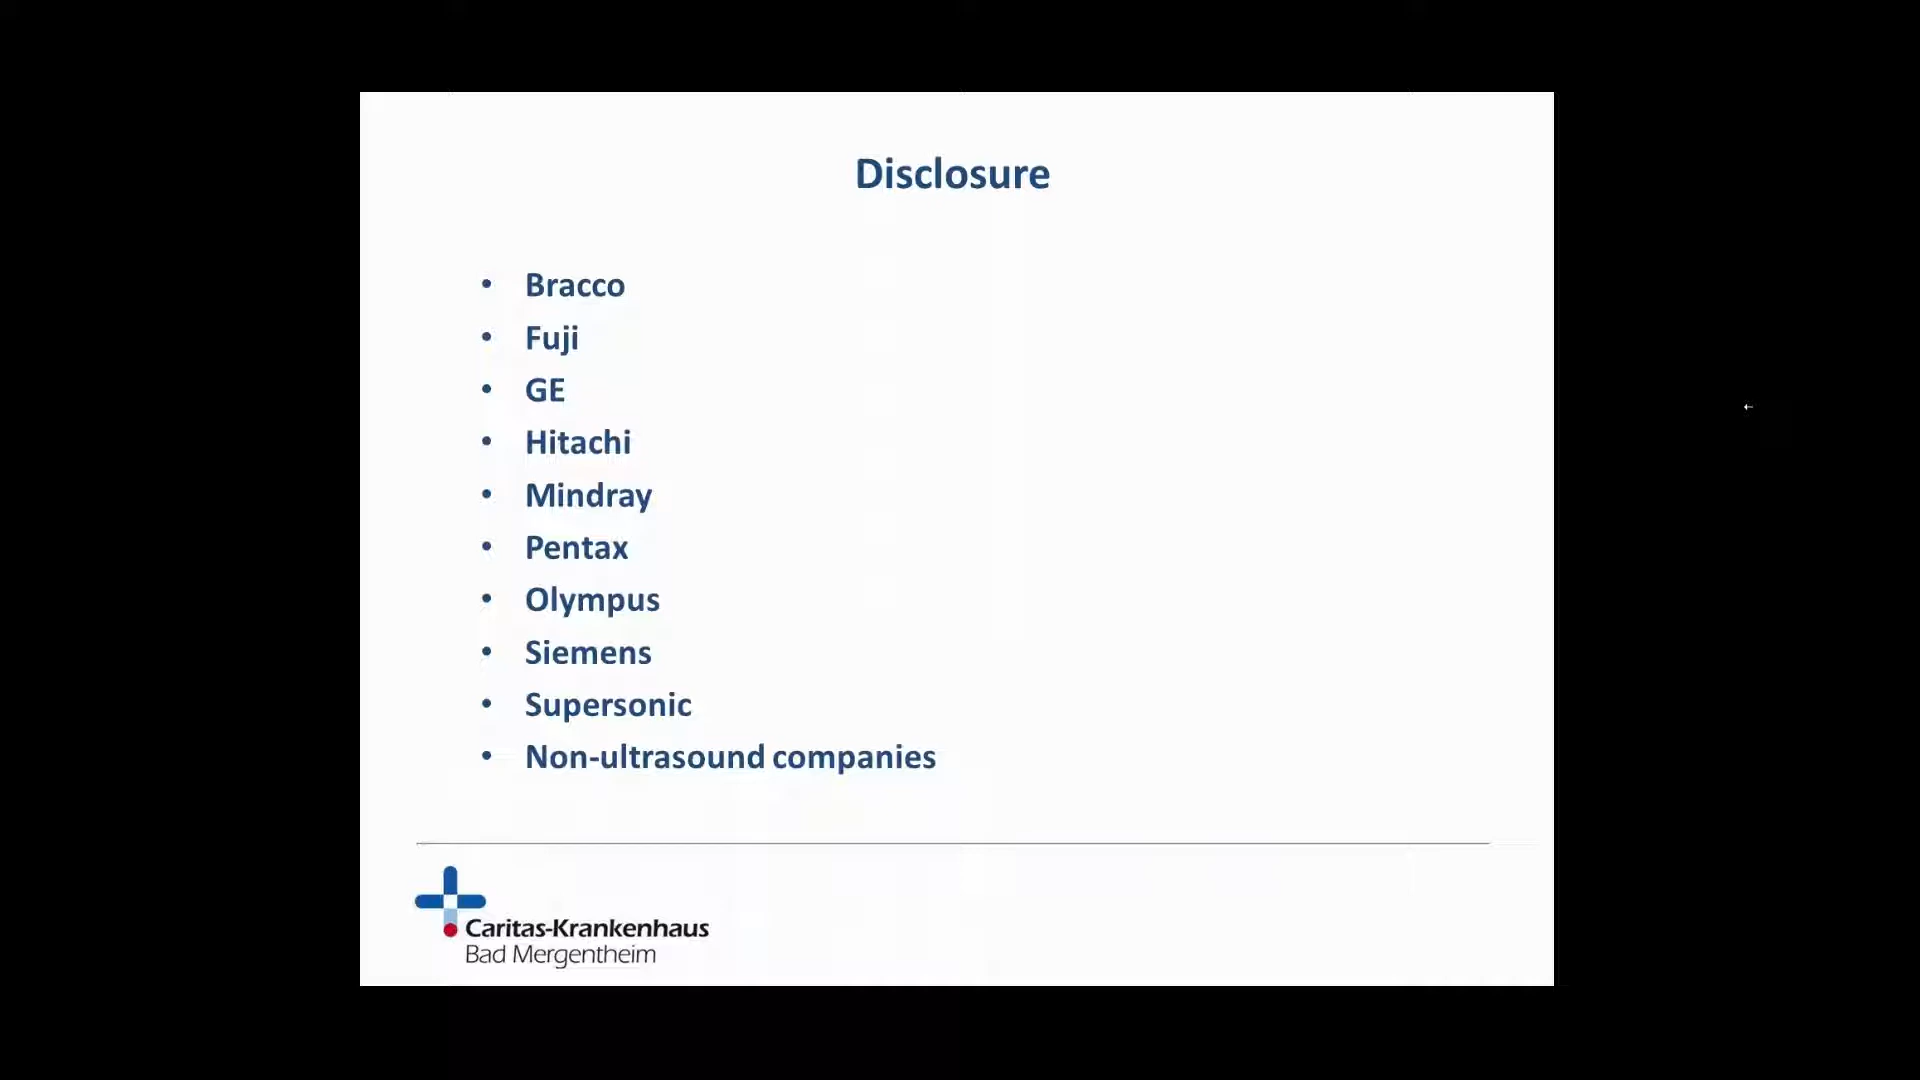 Disclosure
• Bracco
• Fuji
• GE
• Hitachi
• Mindray
• Pentax
• Olympus
• Siemens
• Supersonic
• Non-ultrasound companies
Caritas-Krankenhaus
Bad Mergentheim